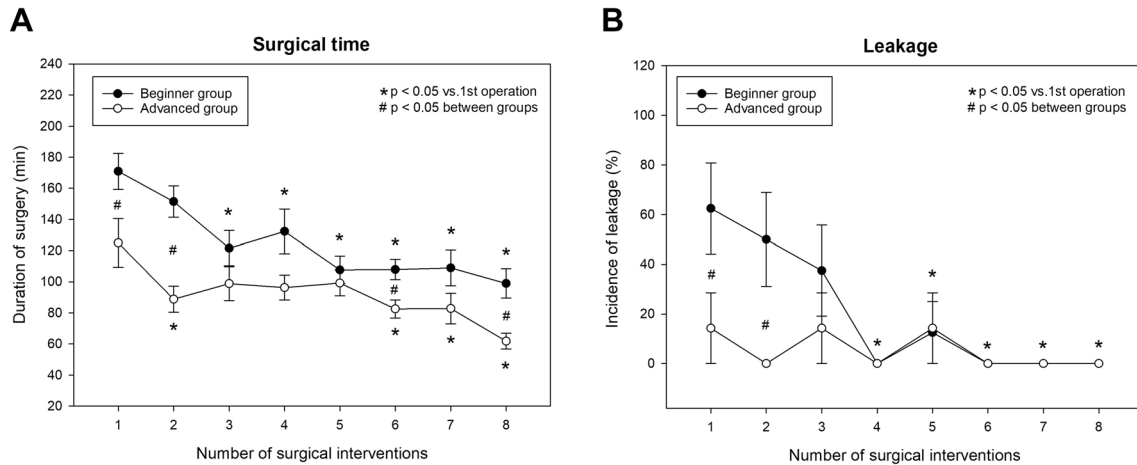 A
Surgical time
240
220
200
180
160
140
120
100
80
60
40
20
Duration of surgery (min)
Beginner group
Advanced group
* p < 0.05 vs.1st operation
# p < 0.05 between groups
#
#
*
*
*
*
*
#
*
*
*
*
#
*
1 2 3 4 5 6 7 8
Number of surgical interventions
B
Leakage
120
100
80
60
40
20
0
Incidence of leakage (%)
Beginner group
Advanced group
* p < 0.05 vs.1st operation
# p < 0.05 between groups
#
#
*
*
*
*
*
1 2 3 4 5 6 7 8
Number of surgical interventions